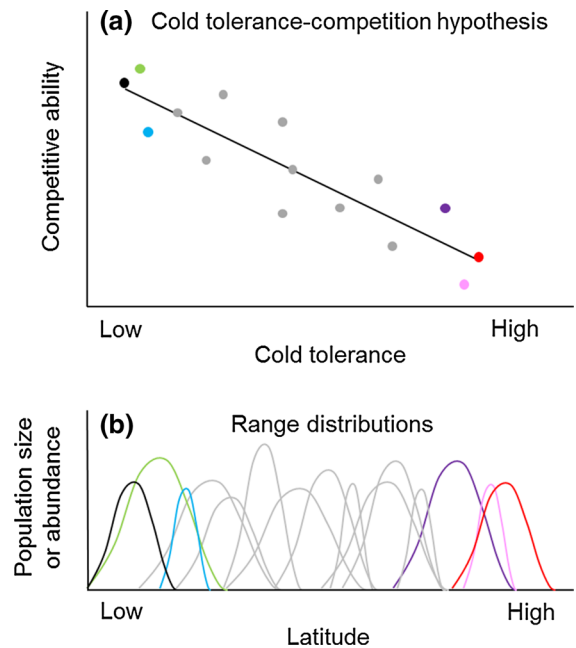 (a) Cold tolerance-competition hypothesis
Competitive ability
Low
High
Cold tolerance
(b) Range distributions
Population size
or abundance
Low
High
Latitude